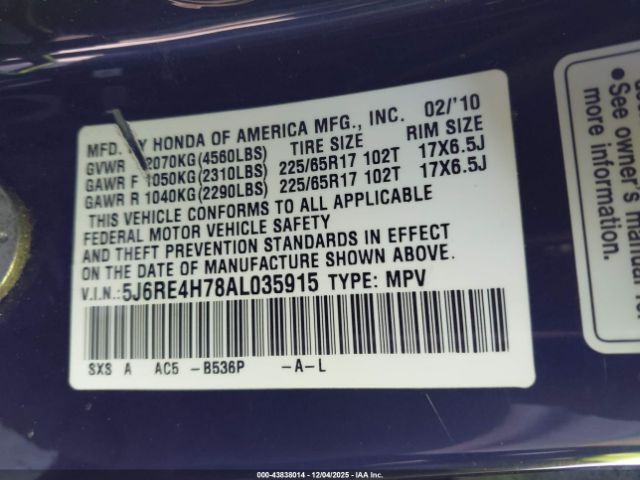 MFD. BY HONDA OF AMERICA MFG., INC. 02/'10
GVWR 2070KG(4560LBS) TIRE SIZE RIM SIZE
GAWR F 1050KG(2310LBS) 225/65R17 102T 17X6.5J
GAWR R 1040KG(2290LBS) 225/65R17 102T 17X6.5J
THIS VEHICLE CONFORMS TO ALL APPLICABLE
FEDERAL MOTOR VEHICLE SAFETY
AND THEFT PREVENTION STANDARDS IN EFFECT
ON THE DATE OF MANUFACTURE SHOWN ABOVE.
V.I.N.: 5J6RE4H78AL035915 TYPE: MPV
SXS A AC5 -B536P -A-L
• See owner's
manual for
more inform
000-43838014 - 12/04/2025 - IAAI.COM